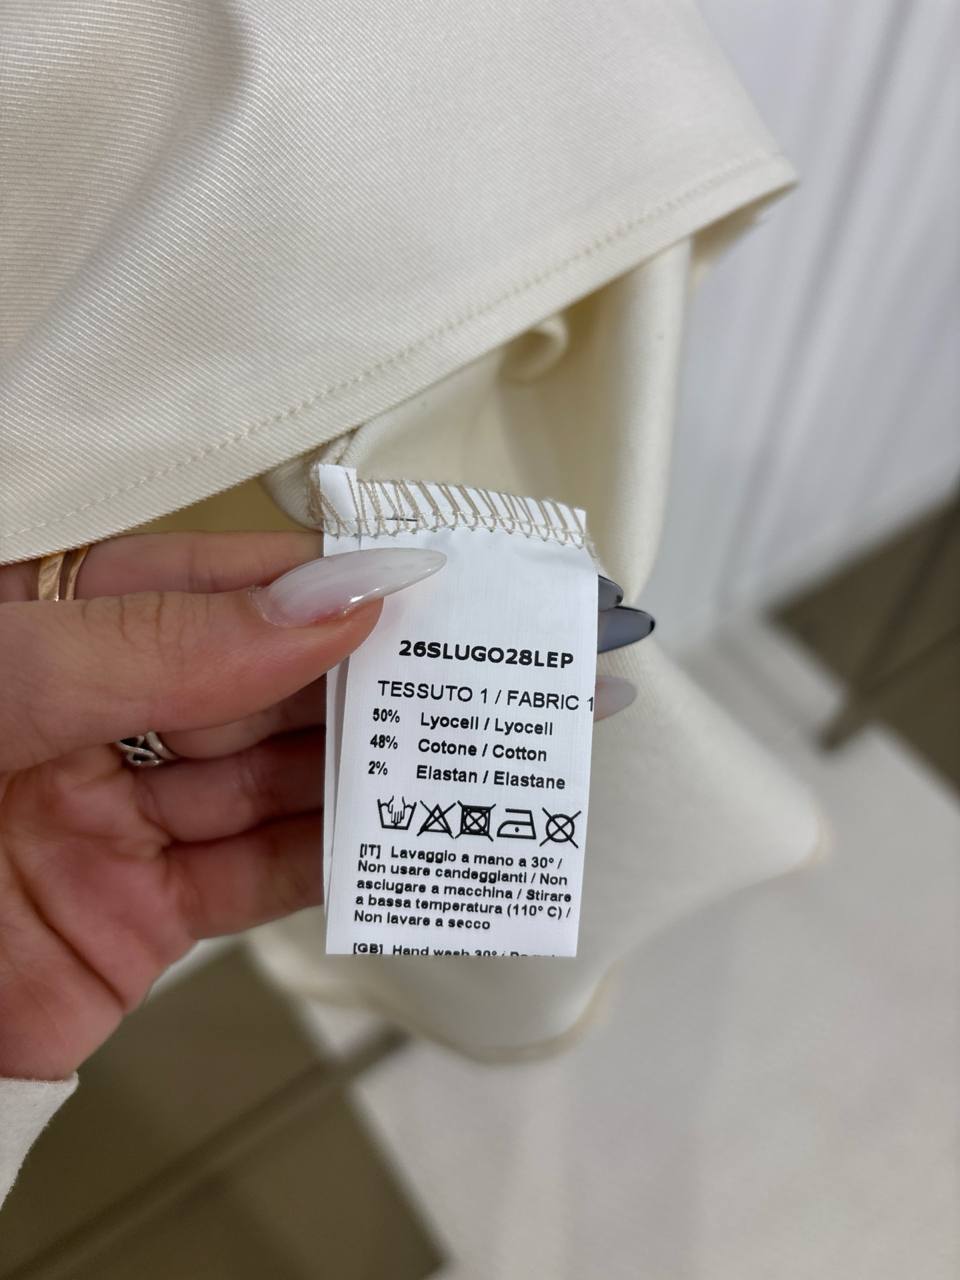 26SLUGO28LEP
TESSUTO 1 / FABRIC 1
50% Lyocell / Lyocell
48% Cotone / Cotton
2% Elastan / Elastane
[IT] Lavaggio a mano a 30° /
Non usare candeggianti / Non
asciugare a macchina / Stirare
a bassa temperatura (110° C) /
Non lavare a secco
[GB] Hand wash 30° /